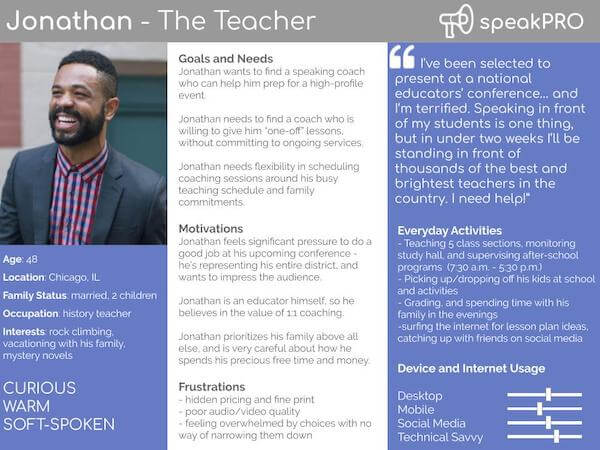 Jonathan - The Teacher
speakPRO
Age: 48
Location: Chicago, IL
Family Status: married, 2 children
Occupation: history teacher
Interests: rock climbing,
vacationing with his family,
mystery novels
CURIOUS
WARM
SOFT-SPOKEN
Goals and Needs
Jonathan wants to find a speaking coach
who can help him prep for a high-profile
event
Jonathan needs to find a coach who is
willing to give him "one-off" lessons,
without committing to ongoing services.
Jonathan needs flexibility in scheduling
coaching sessions around his busy
teaching schedule and family
commitments.
Motivations
Jonathan feels significant pressure to do a
good job at his upcoming conference -
he's representing his entire district, and
wants to impress the audience.
Jonathan is an educator himself, so he
believes in the value of 1:1 coaching.
Jonathan prioritizes his family above all
else, and is very careful about how he
spends his precious free time and money.
Frustrations
- hidden pricing and fine print
- poor audio/video quality
- feeling overwhelmed by choices with no
way of narrowing them down
“ I've been selected to
present at a national
educators' conference... and
I'm terrified. Speaking in front
of my students is one thing,
but in under two weeks I'll be
standing in front of
thousands of the best and
brightest teachers in the
country. I need help!"
Everyday Activities
- Teaching 5 class sections, monitoring
study hall, and supervising after-school
programs (7:30 a.m. - 5:30 p.m.)
- Picking up/dropping off his kids at school
and activities
- Grading, and spending time with his
family in the evenings
-surfing the internet for lesson plan ideas,
catching up with friends on social media
Device and Internet Usage
Desktop
Mobile
Social Media
Technical Savvy